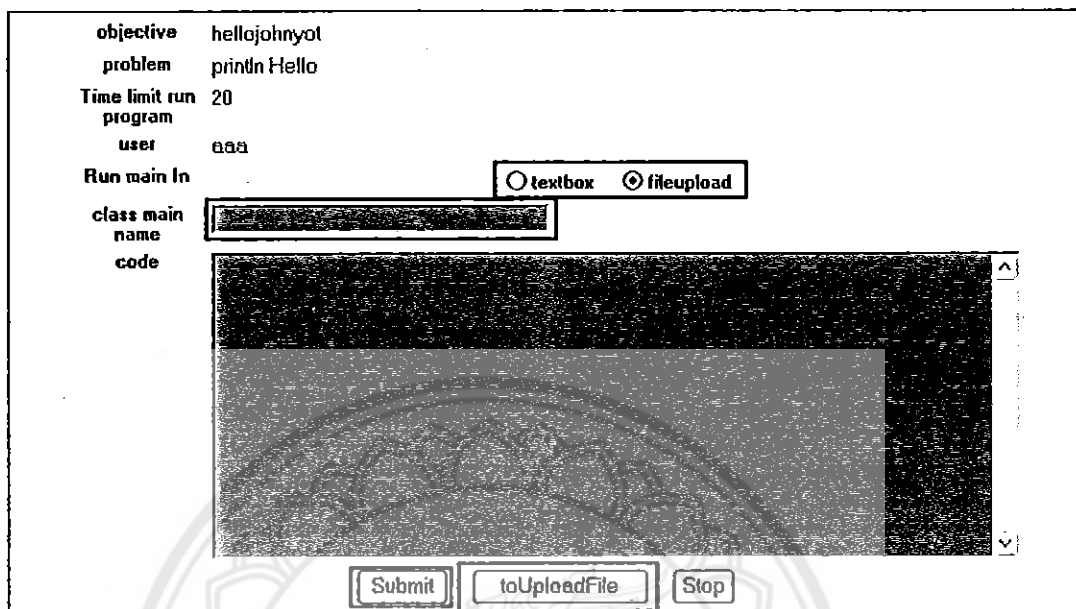 objective hellojohnyot
problem println Hello
Time limit run program 20
user aaa
Run main In textbox fileupload
class main name
code
Submit toUploadFile Stop